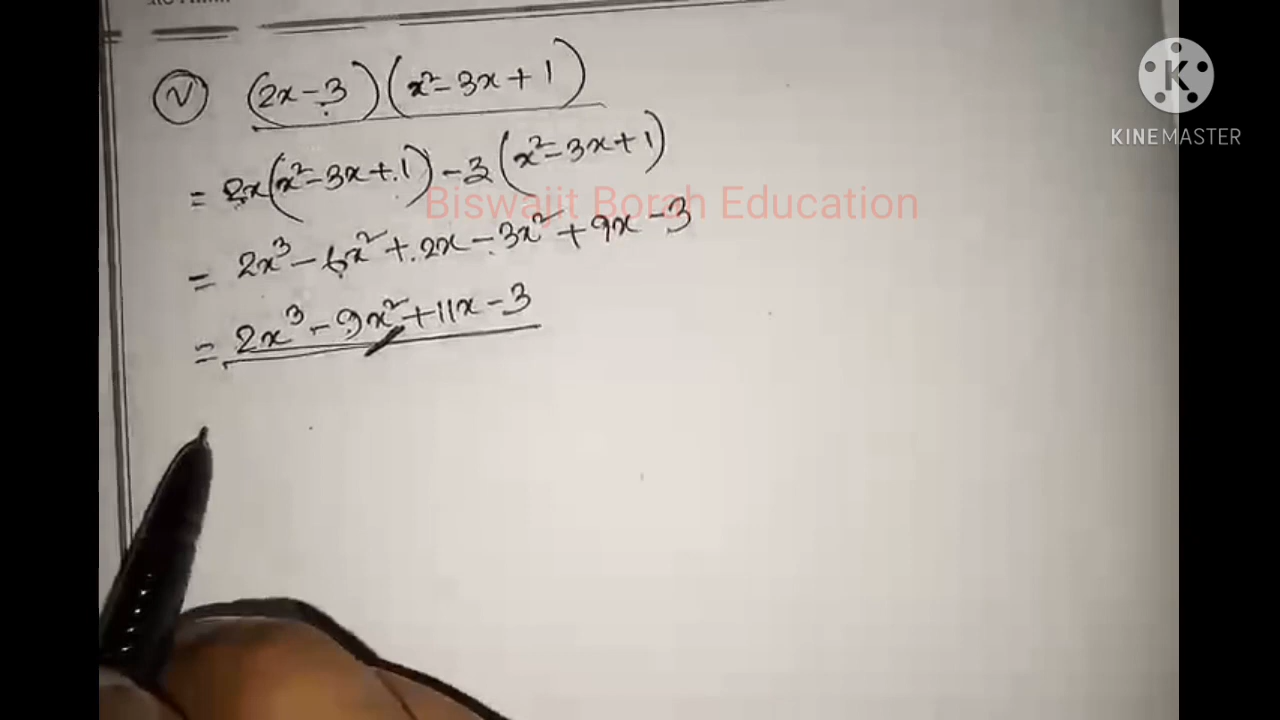 KINEMASTER
(V) (2x-3)(x²-3x+1)
= 2x(x²-3x+1)-3(x²-3x+1)
Biswajit Borah Education
= 2x³-6x²+2x-3x²+9x-3
= 2x³-9x²+11x-3